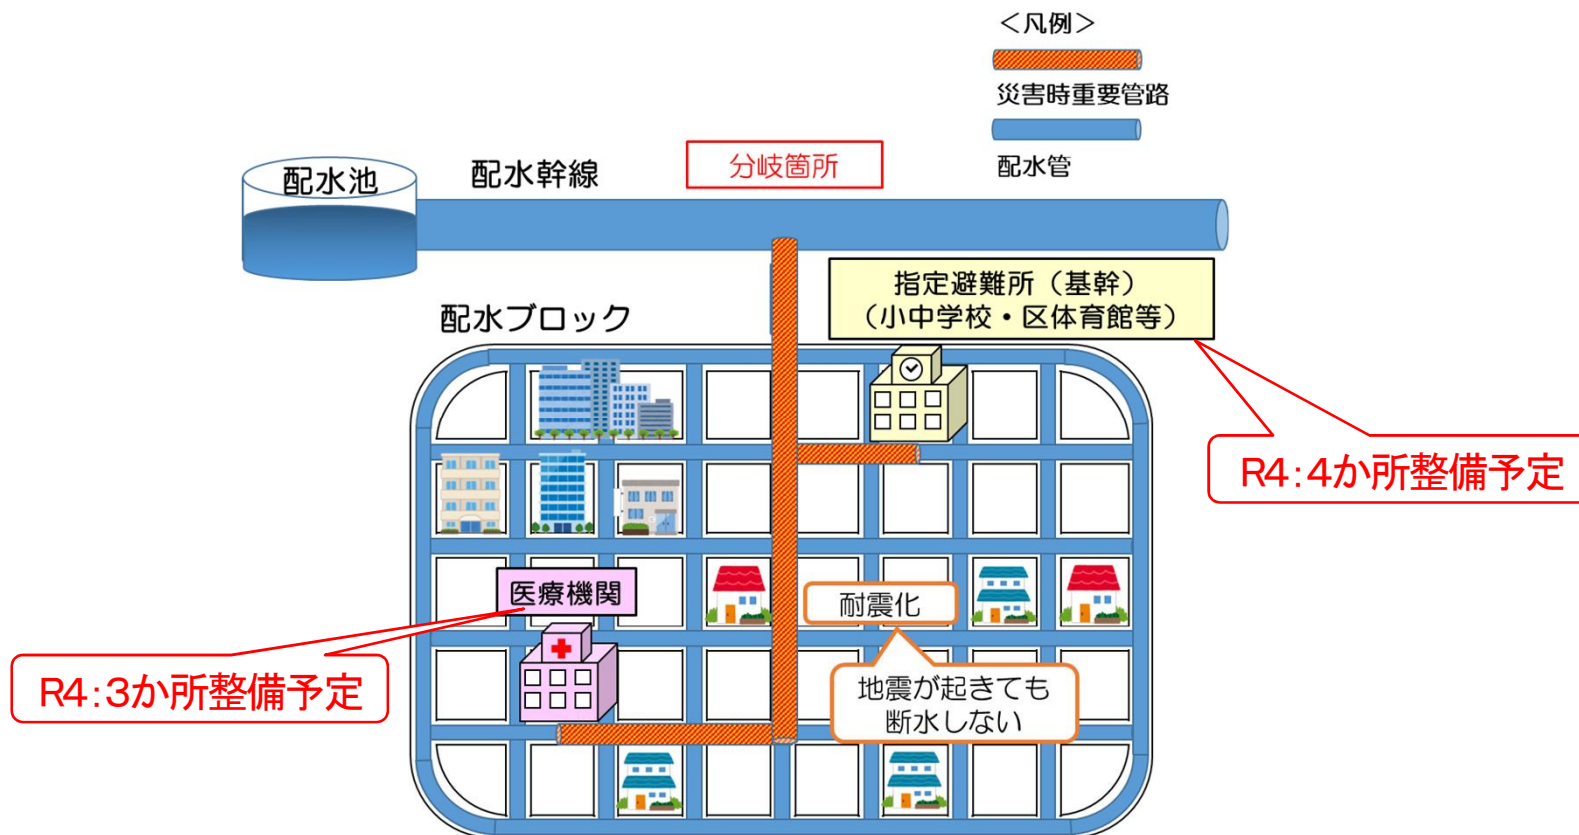 ＜凡例＞
災害時重要管路
配水管
配水池
配水幹線
分岐箇所
指定避難所（基幹）
（小中学校・区体育館等）
配水ブロック
R4：4か所整備予定
医療機関
耐震化
R4：3か所整備予定
地震が起きても
断水しない